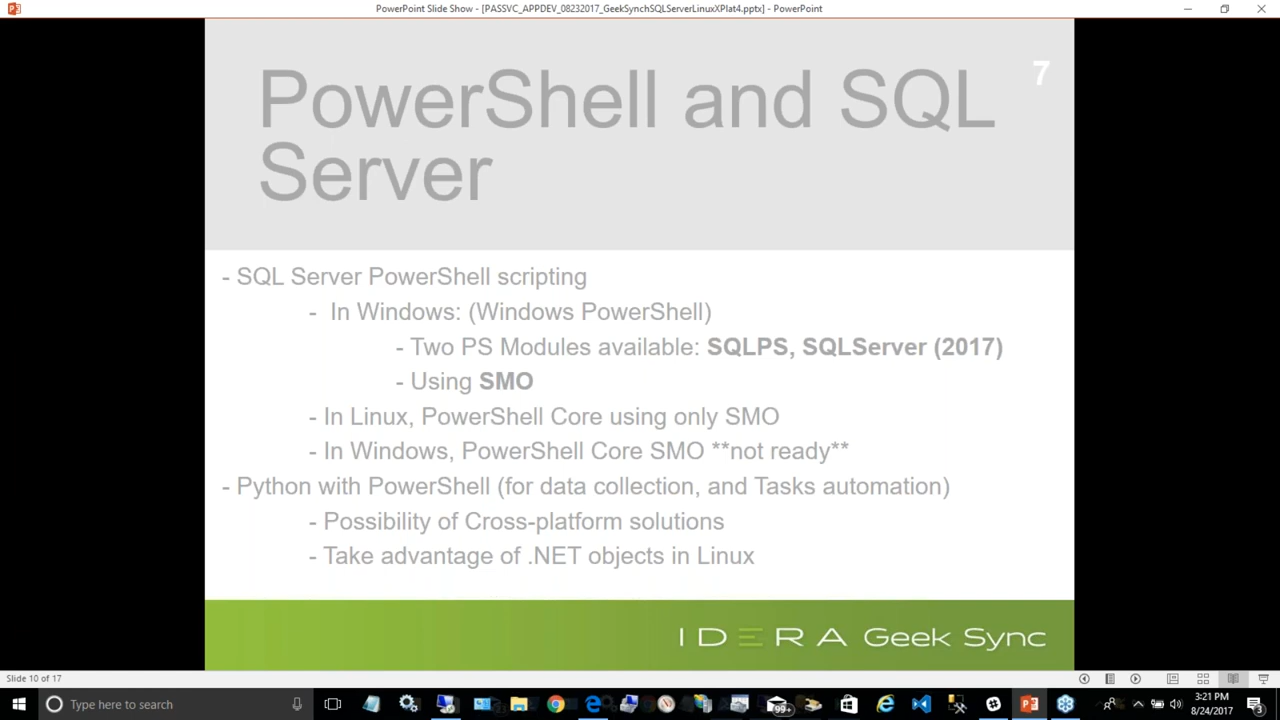 PowerPoint Slide Show - [PASSVC_APPDEV_08232017_GeekSynchSQLServerLinuxXPlat4.pptx] - PowerPoint
7
PowerShell and SQL
Server
- SQL Server PowerShell scripting
- In Windows: (Windows PowerShell)
- Two PS Modules available: SQLPS, SQLServer (2017)
- Using SMO
- In Linux, PowerShell Core using only SMO
- In Windows, PowerShell Core SMO **not ready**
- Python with PowerShell (for data collection, and Tasks automation)
- Possibility of Cross-platform solutions
- Take advantage of .NET objects in Linux
IDERA Geek Sync
Slide 10 of 17
Type here to search
99+
3:21 PM
8/24/2017
3